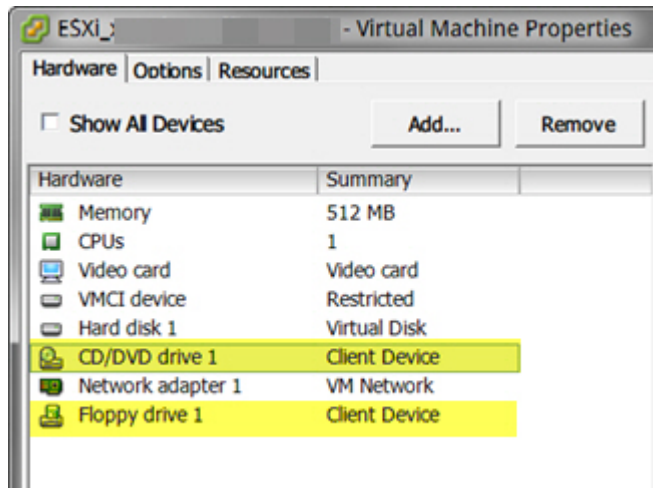 ESXi_ - Virtual Machine Properties
Hardware Options Resources
Show All Devices Add... Remove
Hardware Summary
Memory 512 MB
CPUs 1
Video card Video card
VMCI device Restricted
Hard disk 1 Virtual Disk
CD/DVD drive 1 Client Device
Network adapter 1 VM Network
Floppy drive 1 Client Device